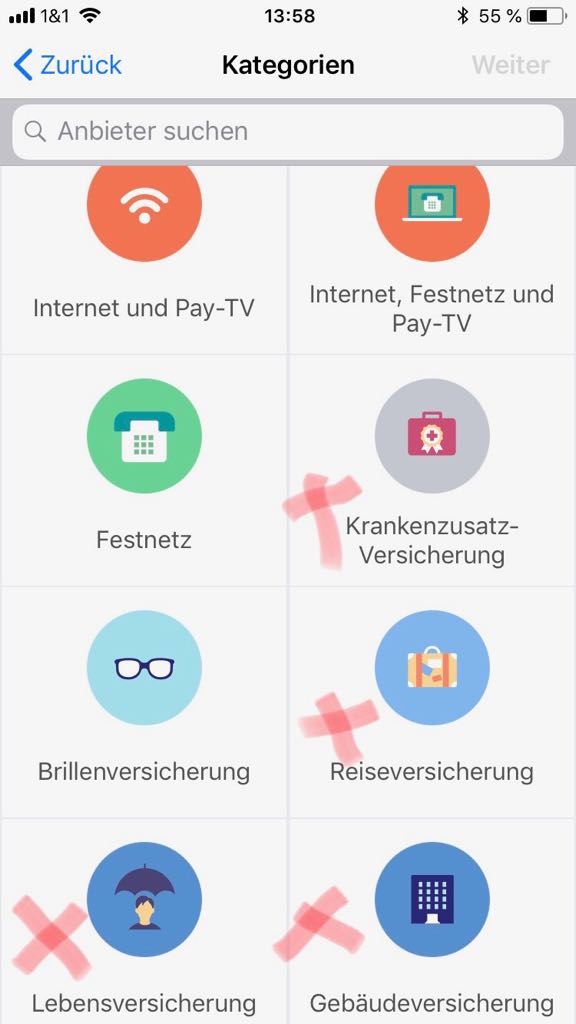 1&1 13:58 55 %
Zurück Kategorien Weiter
Anbieter suchen
Internet und Pay-TV
Internet, Festnetz und
Pay-TV
Festnetz
Krankenzusatz-
Versicherung
Brillenversicherung
Reiseversicherung
Lebensversicherung
Gebäudeversicherung